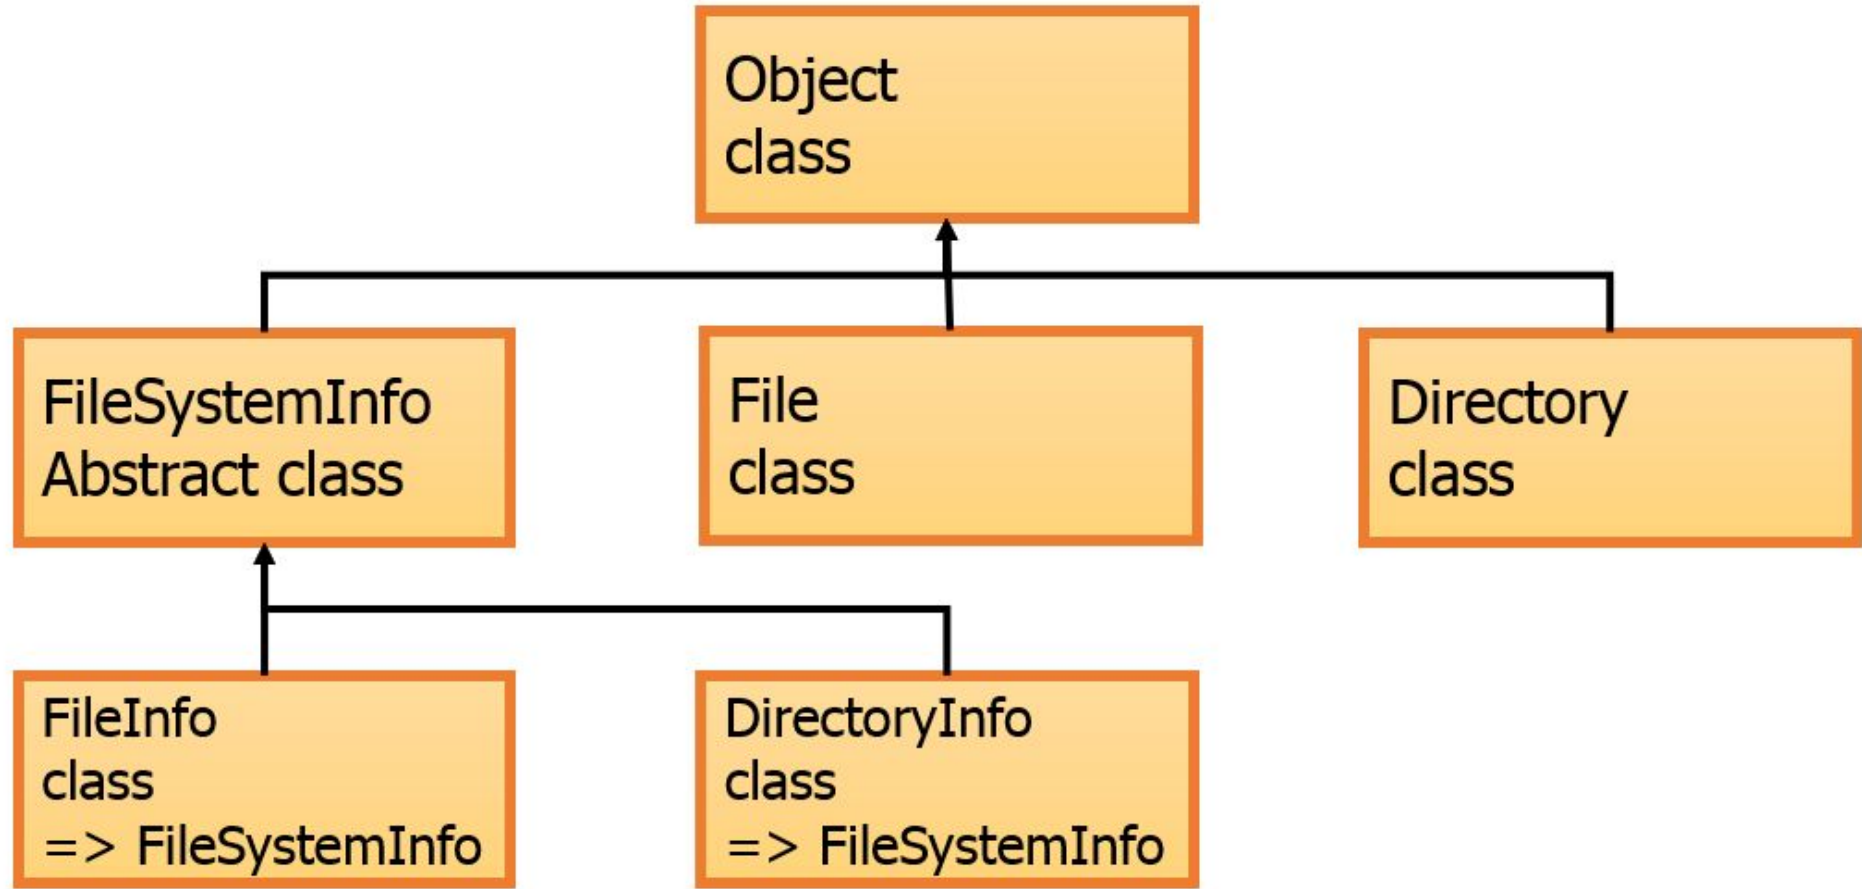 Object
class
FileSystemInfo
Abstract class
File
class
Directory
class
FileInfo
class
=> FileSystemInfo
DirectoryInfo
class
=> FileSystemInfo